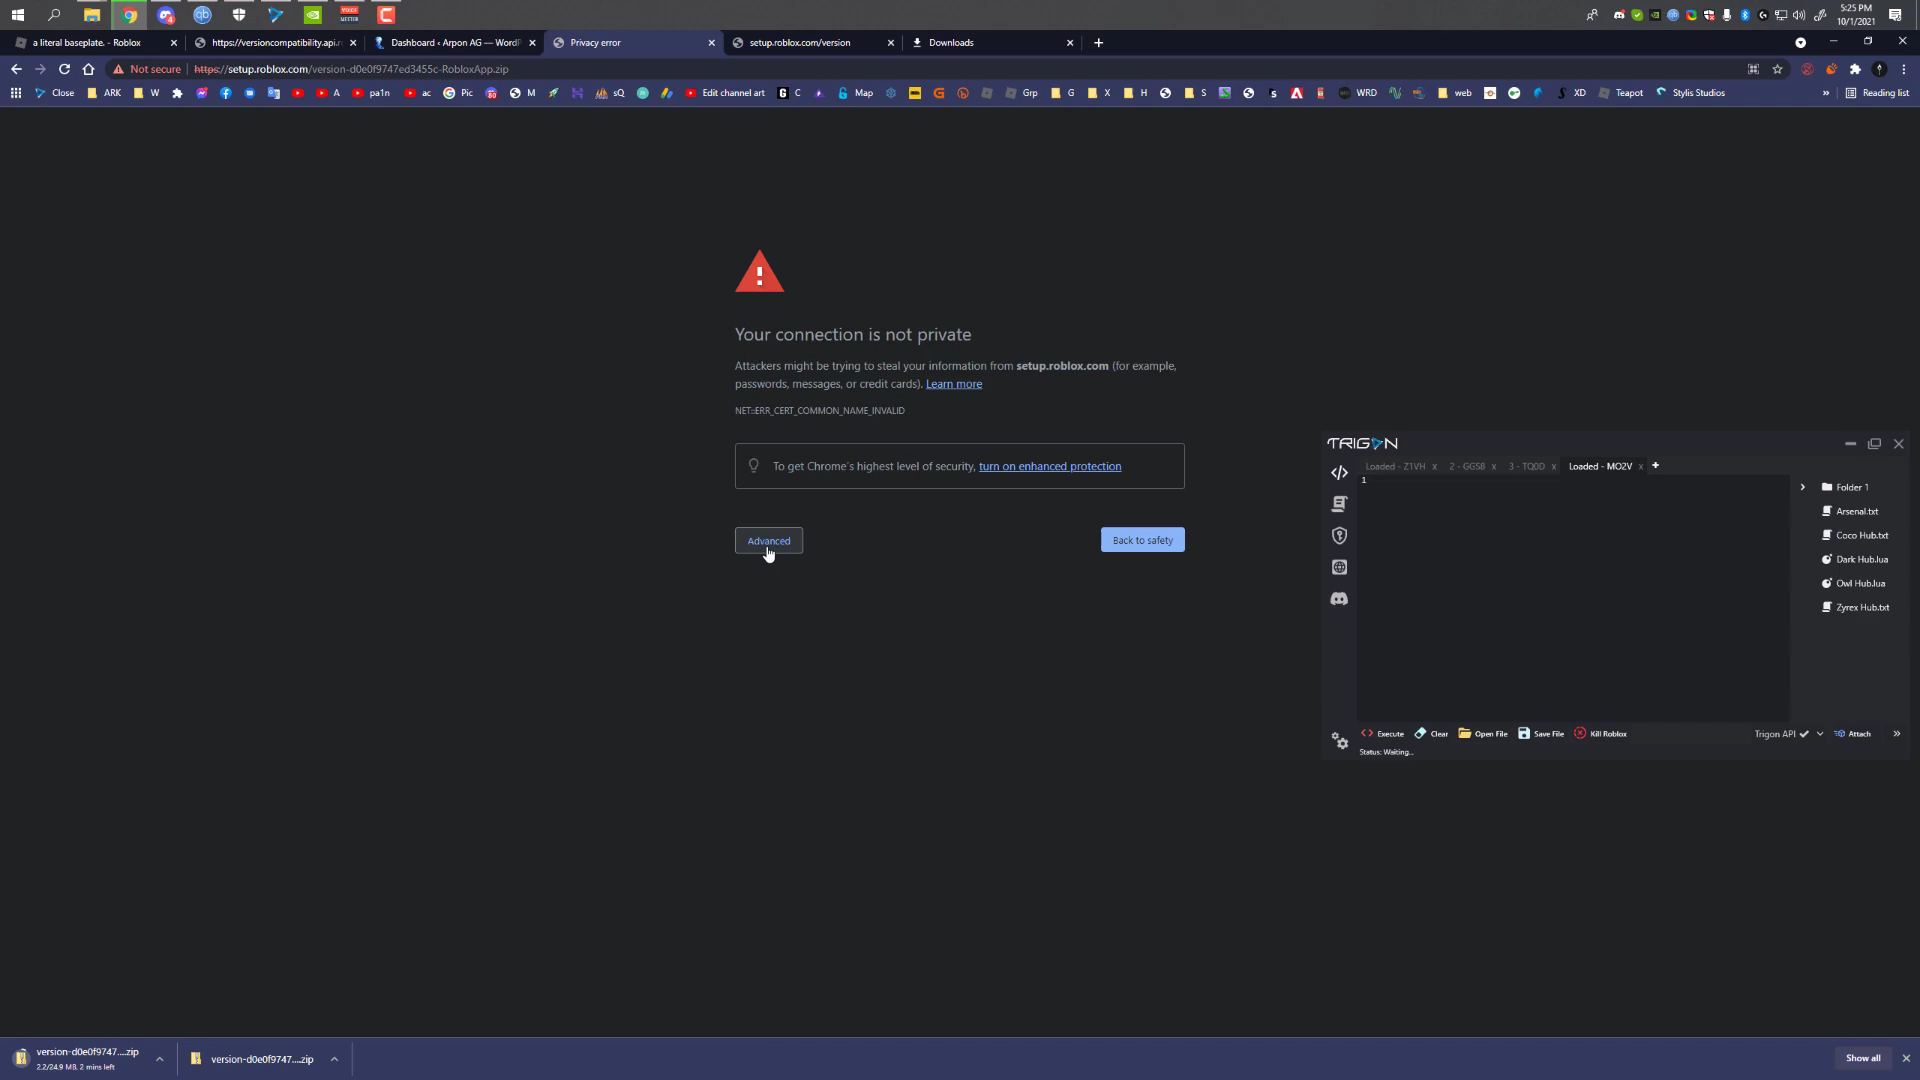 5:25 PM
10/1/2021
a literal baseplate. - Roblox
https://versioncompatibility.api.ro
Dashboard ‹ Arpon AG — WordP
Privacy error
setup.roblox.com/version
Downloads
Not secure
https://setup.roblox.com/version-d0e0f9747ed3455c-RobloxApp.zip
Close
ARK
W
A
pa1n
ac
Pic
M
sQ
Edit channel art
C
Map
Grp
G
X
H
S
WRD
web
XD
Teapot
Stylis Studios
»
Reading list
Your connection is not private
Attackers might be trying to steal your information from setup.roblox.com (for example,
passwords, messages, or credit cards). Learn more
NET::ERR_CERT_COMMON_NAME_INVALID
To get Chrome's highest level of security, turn on enhanced protection
Advanced
Back to safety
TRIGON
Loaded - Z1VH
2 - GGS8
3 - TQ0D
Loaded - MO2V
1
Folder 1
Arsenal.txt
Coco Hub.txt
Dark Hub.lua
Owl Hub.lua
Zyrex Hub.txt
Execute
Clear
Open File
Save File
Kill Roblox
Trigon API
Attach
»
Status: Waiting...
version-d0e0f9747....zip
2.2/24.9 MB, 2 mins left
version-d0e0f9747....zip
Show all